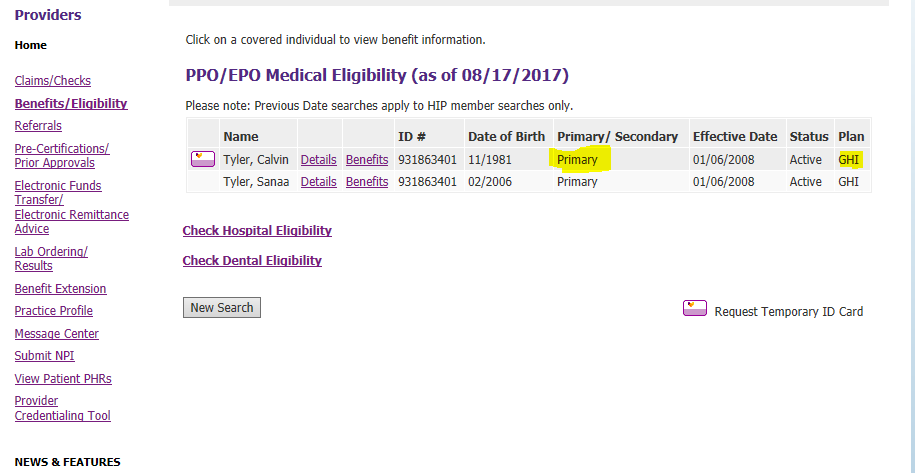 Providers
Home
Claims/Checks
Benefits/Eligibility
Referrals
Pre-Certifications/
Prior Approvals
Electronic Funds
Transfer/
Electronic Remittance
Advice
Lab Ordering/
Results
Benefit Extension
Practice Profile
Message Center
Submit NPI
View Patient PHRs
Provider
Credentialing Tool
NEWS & FEATURES
Click on a covered individual to view benefit information.
PPO/EPO Medical Eligibility (as of 08/17/2017)
Please note: Previous Date searches apply to HIP member searches only.
Name ID # Date of Birth Primary/ Secondary Effective Date Status Plan
Tyler, Calvin Details Benefits 931863401 11/1981 Primary 01/06/2008 Active GHI
Tyler, Sanaa Details Benefits 931863401 02/2006 Primary 01/06/2008 Active GHI
Check Hospital Eligibility
Check Dental Eligibility
New Search
Request Temporary ID Card